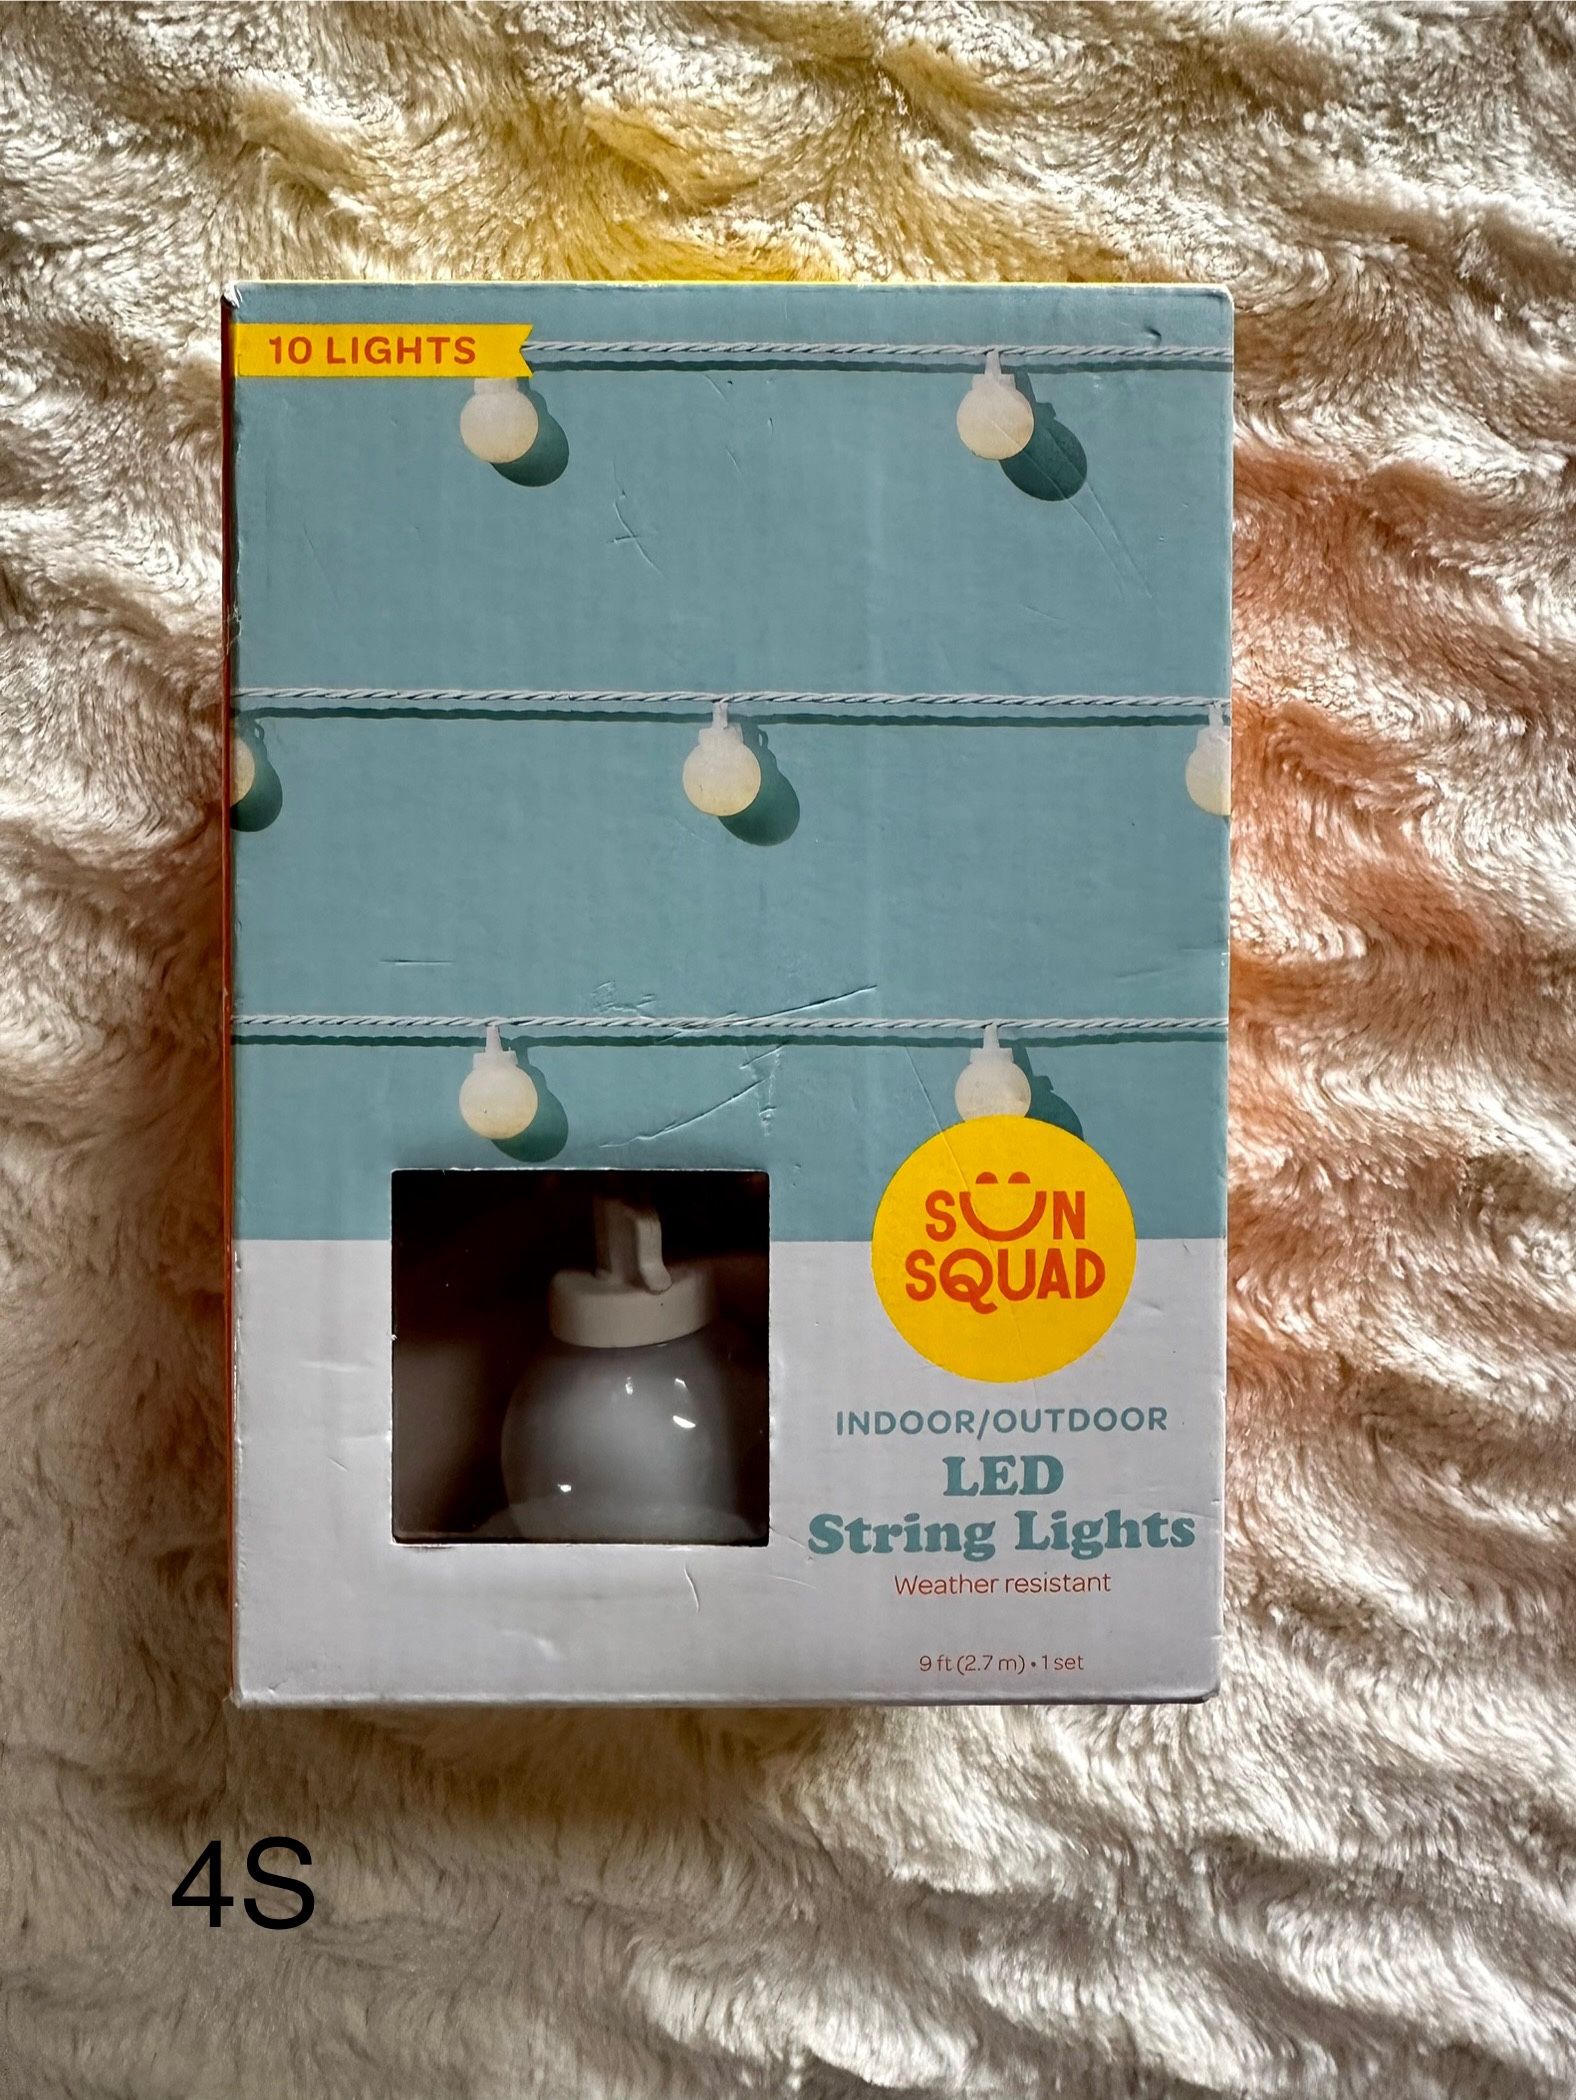 10 LIGHTS
SUN
SQUAD
INDOOR/OUTDOOR
LED
String Lights
Weather resistant
9 ft (2.7 m) • 1 set
4S